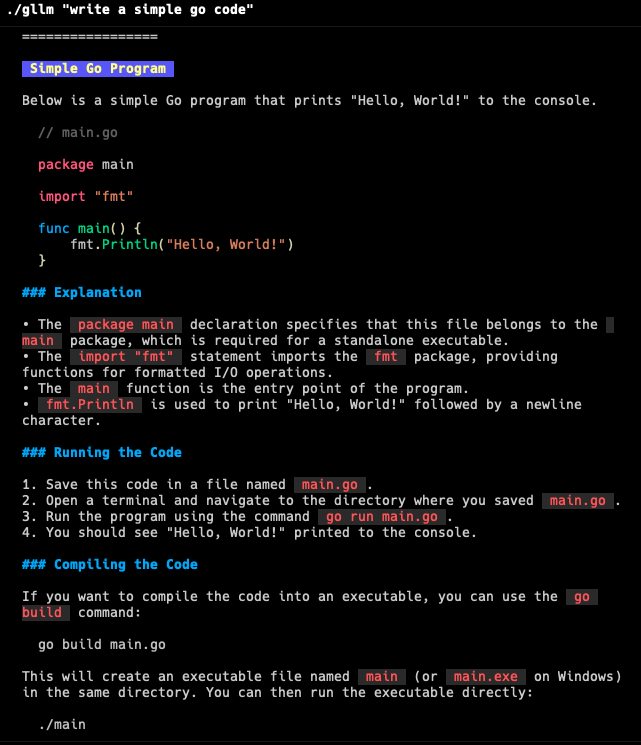 ./gllm "write a simple go code"
=================
Simple Go Program
Below is a simple Go program that prints "Hello, World!" to the console.
// main.go
package main
import "fmt"
func main() {
fmt.Println("Hello, World!")
}
### Explanation
• The package main declaration specifies that this file belongs to the
main package, which is required for a standalone executable.
• The import "fmt" statement imports the fmt package, providing
functions for formatted I/O operations.
• The main function is the entry point of the program.
• fmt.Println is used to print "Hello, World!" followed by a newline
character.
### Running the Code
1. Save this code in a file named main.go .
2. Open a terminal and navigate to the directory where you saved main.go .
3. Run the program using the command go run main.go .
4. You should see "Hello, World!" printed to the console.
### Compiling the Code
If you want to compile the code into an executable, you can use the go
build command:
go build main.go
This will create an executable file named main (or main.exe on Windows)
in the same directory. You can then run the executable directly:
./main